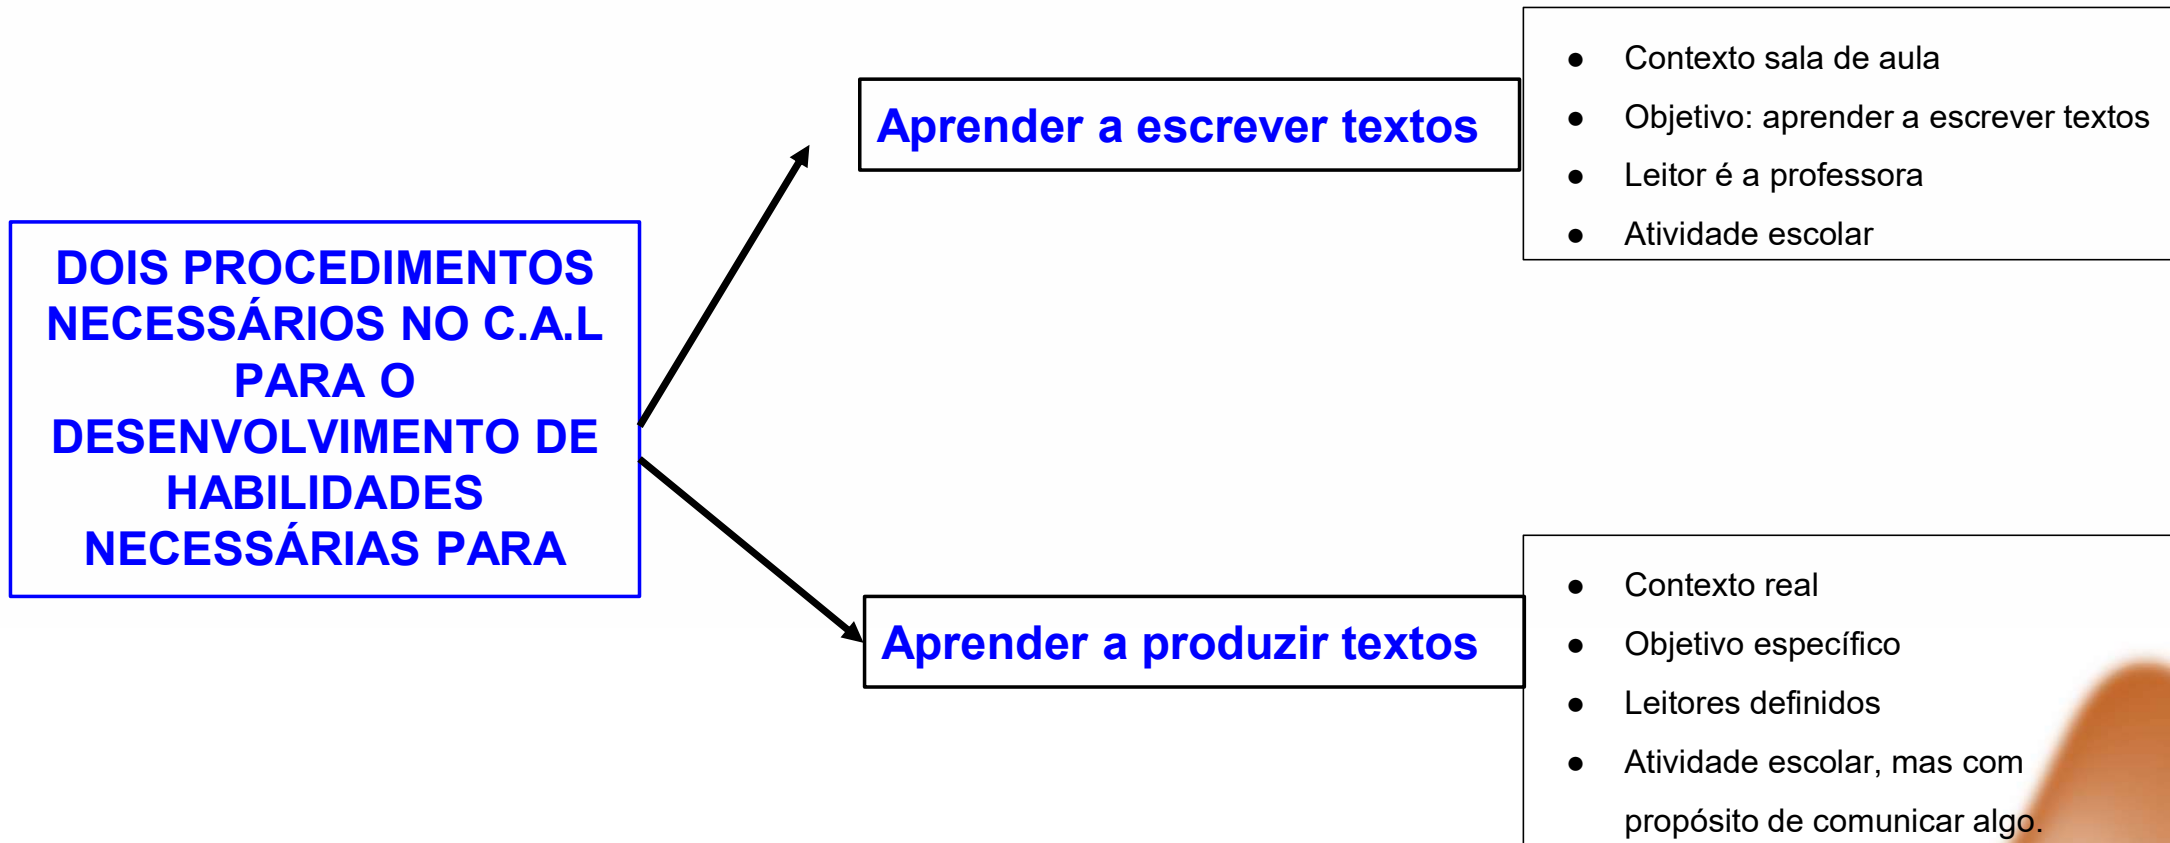 DOIS PROCEDIMENTOS
NECESSÁRIOS NO C.A.L
PARA O
DESENVOLVIMENTO DE
HABILIDADES
NECESSÁRIAS PARA
Aprender a escrever textos
● Contexto sala de aula
● Objetivo: aprender a escrever textos
● Leitor é a professora
● Atividade escolar
Aprender a produzir textos
● Contexto real
● Objetivo específico
● Leitores definidos
● Atividade escolar, mas com
propósito de comunicar algo.